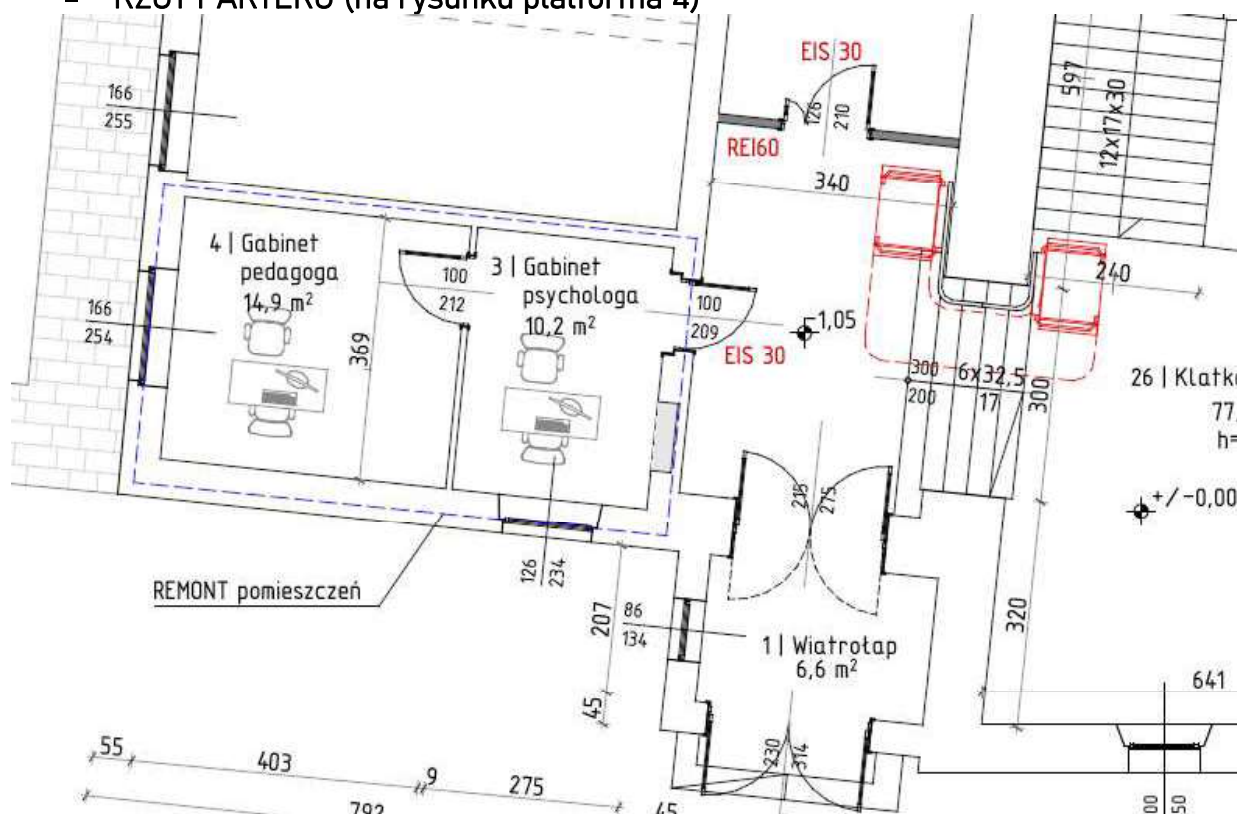 - RZUT PARTERU (na rysunku platforma 4)
EIS 30
597
166
255
126
210
12x17x30
REI60
340
4 | Gabinet
pedagoga
14,9 m²
100
212
3 | Gabinet
psychologa
10,2 m²
240
166
254
369
100
209
-1,05
EIS 30
300
200
6x32,5
17
300
26 | Klatka
77,
h=
215
275
+/-0,00
REMONT pomieszczeń
126
234
207
86
134
320
1 | Wiatrołap
6,6 m²
641
45
230
314
55
403
9
275
792
45
00
50